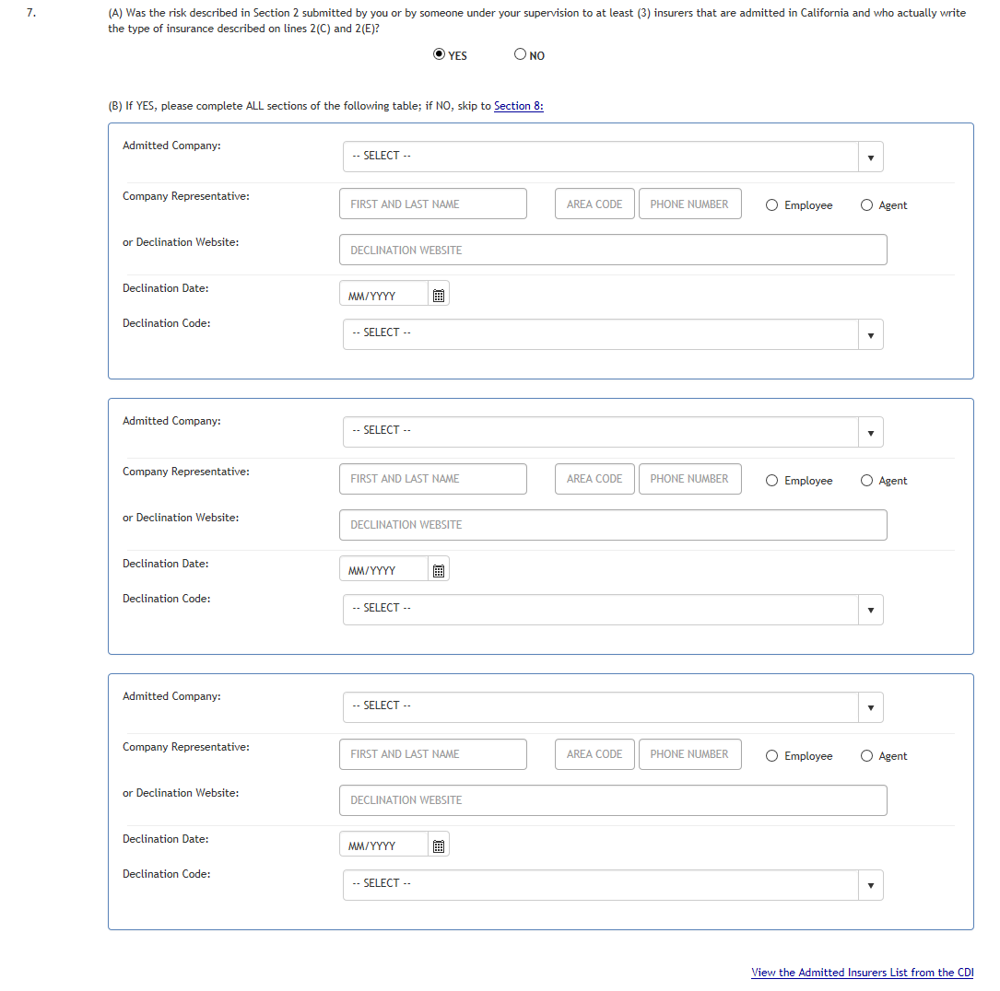 7.
(A) Was the risk described in Section 2 submitted by you or by someone under your supervision to at least (3) insurers that are admitted in California and who actually write
the type of insurance described on lines 2(C) and 2(E)?
YES NO
(B) If YES, please complete ALL sections of the following table; if NO, skip to Section 8:
Admitted Company: -- SELECT --
Company Representative: FIRST AND LAST NAME AREA CODE PHONE NUMBER Employee Agent
or Declination Website: DECLINATION WEBSITE
Declination Date: MM/YYYY
Declination Code: -- SELECT --
Admitted Company: -- SELECT --
Company Representative: FIRST AND LAST NAME AREA CODE PHONE NUMBER Employee Agent
or Declination Website: DECLINATION WEBSITE
Declination Date: MM/YYYY
Declination Code: -- SELECT --
Admitted Company: -- SELECT --
Company Representative: FIRST AND LAST NAME AREA CODE PHONE NUMBER Employee Agent
or Declination Website: DECLINATION WEBSITE
Declination Date: MM/YYYY
Declination Code: -- SELECT --
View the Admitted Insurers List from the CDI